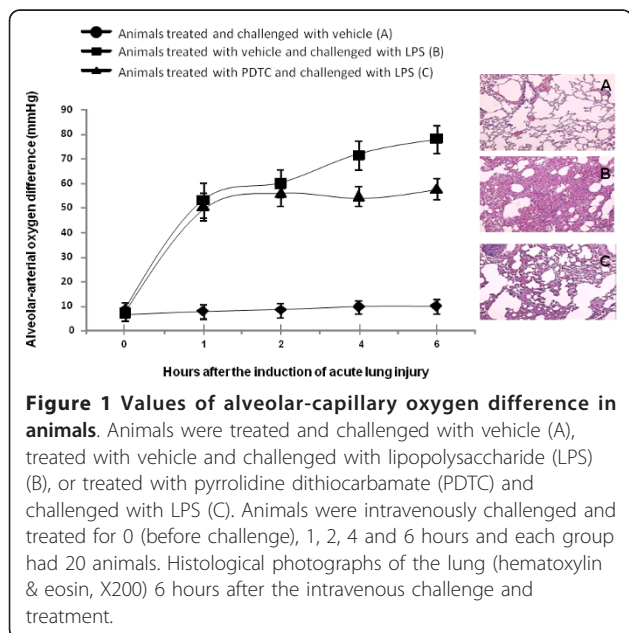 Animals treated and challenged with vehicle (A)
Animals treated with vehicle and challenged with LPS (B)
Animals treated with PDTC and challenged with LPS (C)
Alveolar-arterial oxygen difference (mmHg)
90
80
70
60
50
40
30
20
10
0
0 1 2 4 6
Hours after the induction of acute lung injury
A
B
C
Figure 1 Values of alveolar-capillary oxygen difference in
animals. Animals were treated and challenged with vehicle (A),
treated with vehicle and challenged with lipopolysaccharide (LPS)
(B), or treated with pyrrolidine dithiocarbamate (PDTC) and
challenged with LPS (C). Animals were intravenously challenged and
treated for 0 (before challenge), 1, 2, 4 and 6 hours and each group
had 20 animals. Histological photographs of the lung (hematoxylin
& eosin, X200) 6 hours after the intravenous challenge and
treatment.